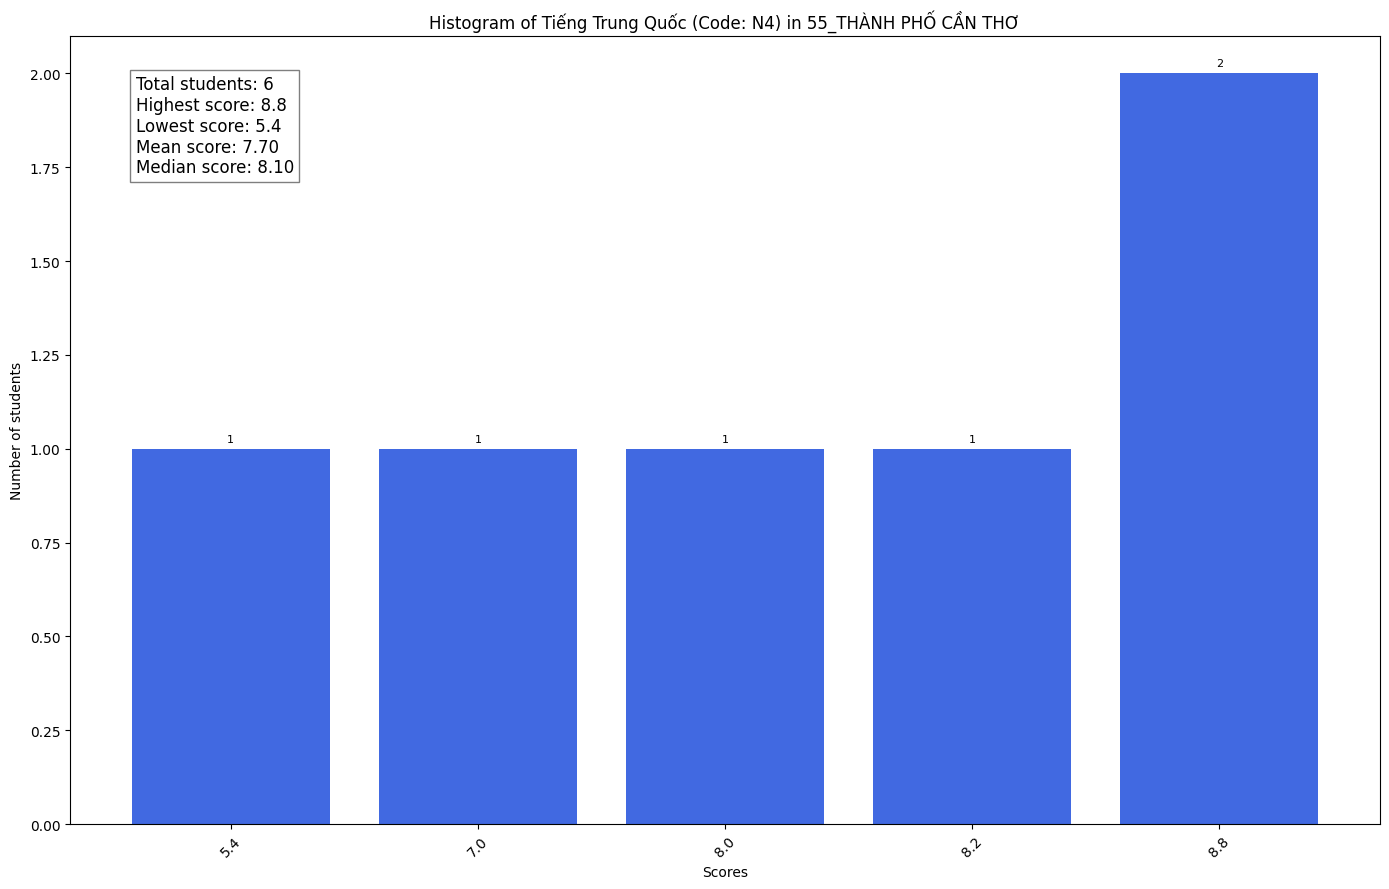 Histogram of Tiếng Trung Quốc (Code: N4) in 55_THÀNH PHỐ CẦN THƠ
Total students: 6
Highest score: 8.8
Lowest score: 5.4
Mean score: 7.70
Median score: 8.10
Number of students
2.00
1.75
1.50
1.25
1.00
0.75
0.50
0.25
0.00
1
1
1
1
2
5.4
7.0
8.0
8.2
8.8
Scores